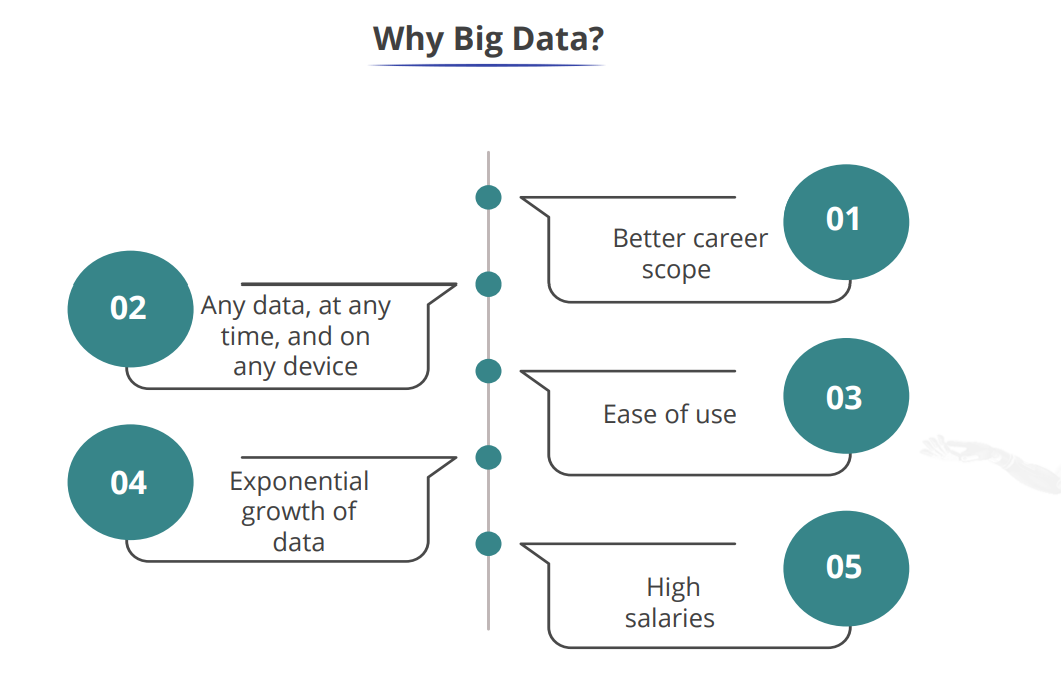 Why Big Data?
01
Better career
scope
02
Any data, at any
time, and on
any device
03
Ease of use
04
Exponential
growth of
data
05
High
salaries